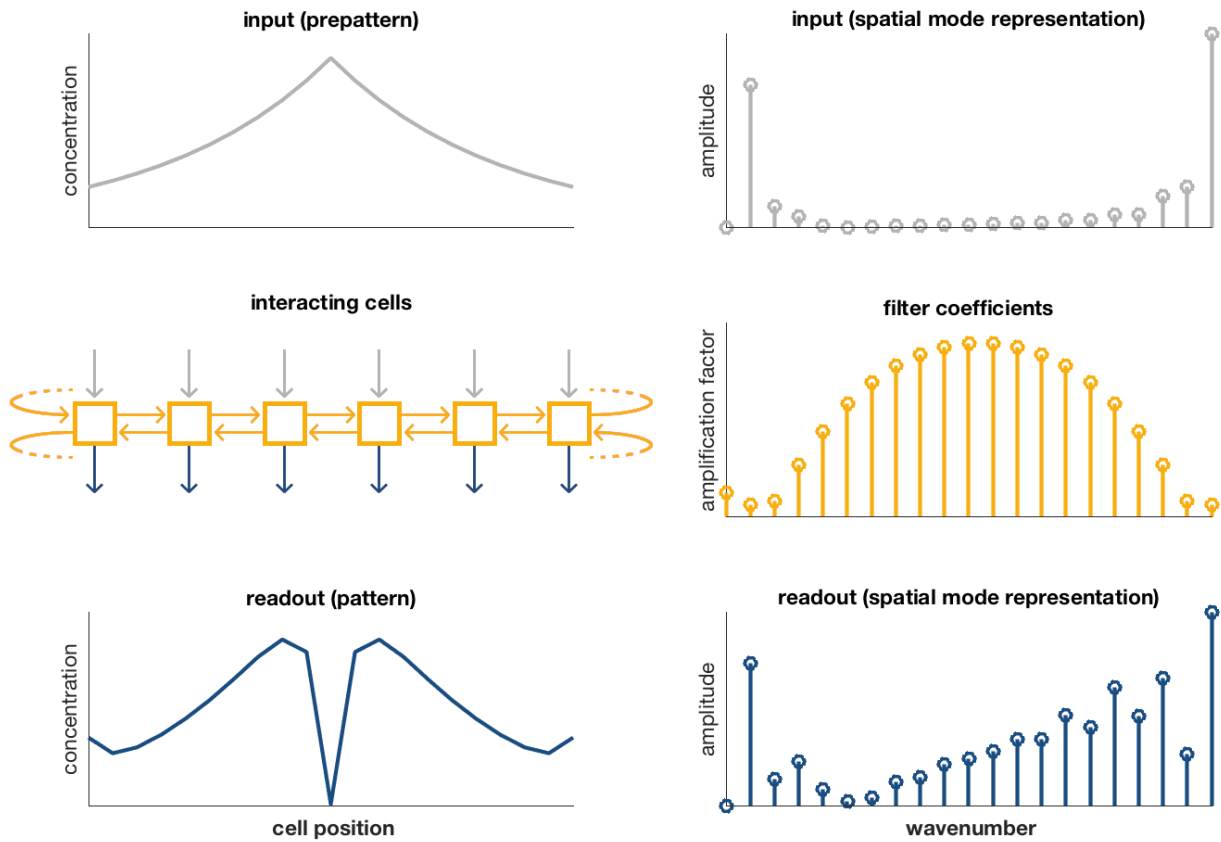 input (prepattern)
concentration
input (spatial mode representation)
amplitude
interacting cells
filter coefficients
amplification factor
readout (pattern)
concentration
cell position
readout (spatial mode representation)
amplitude
wavenumber